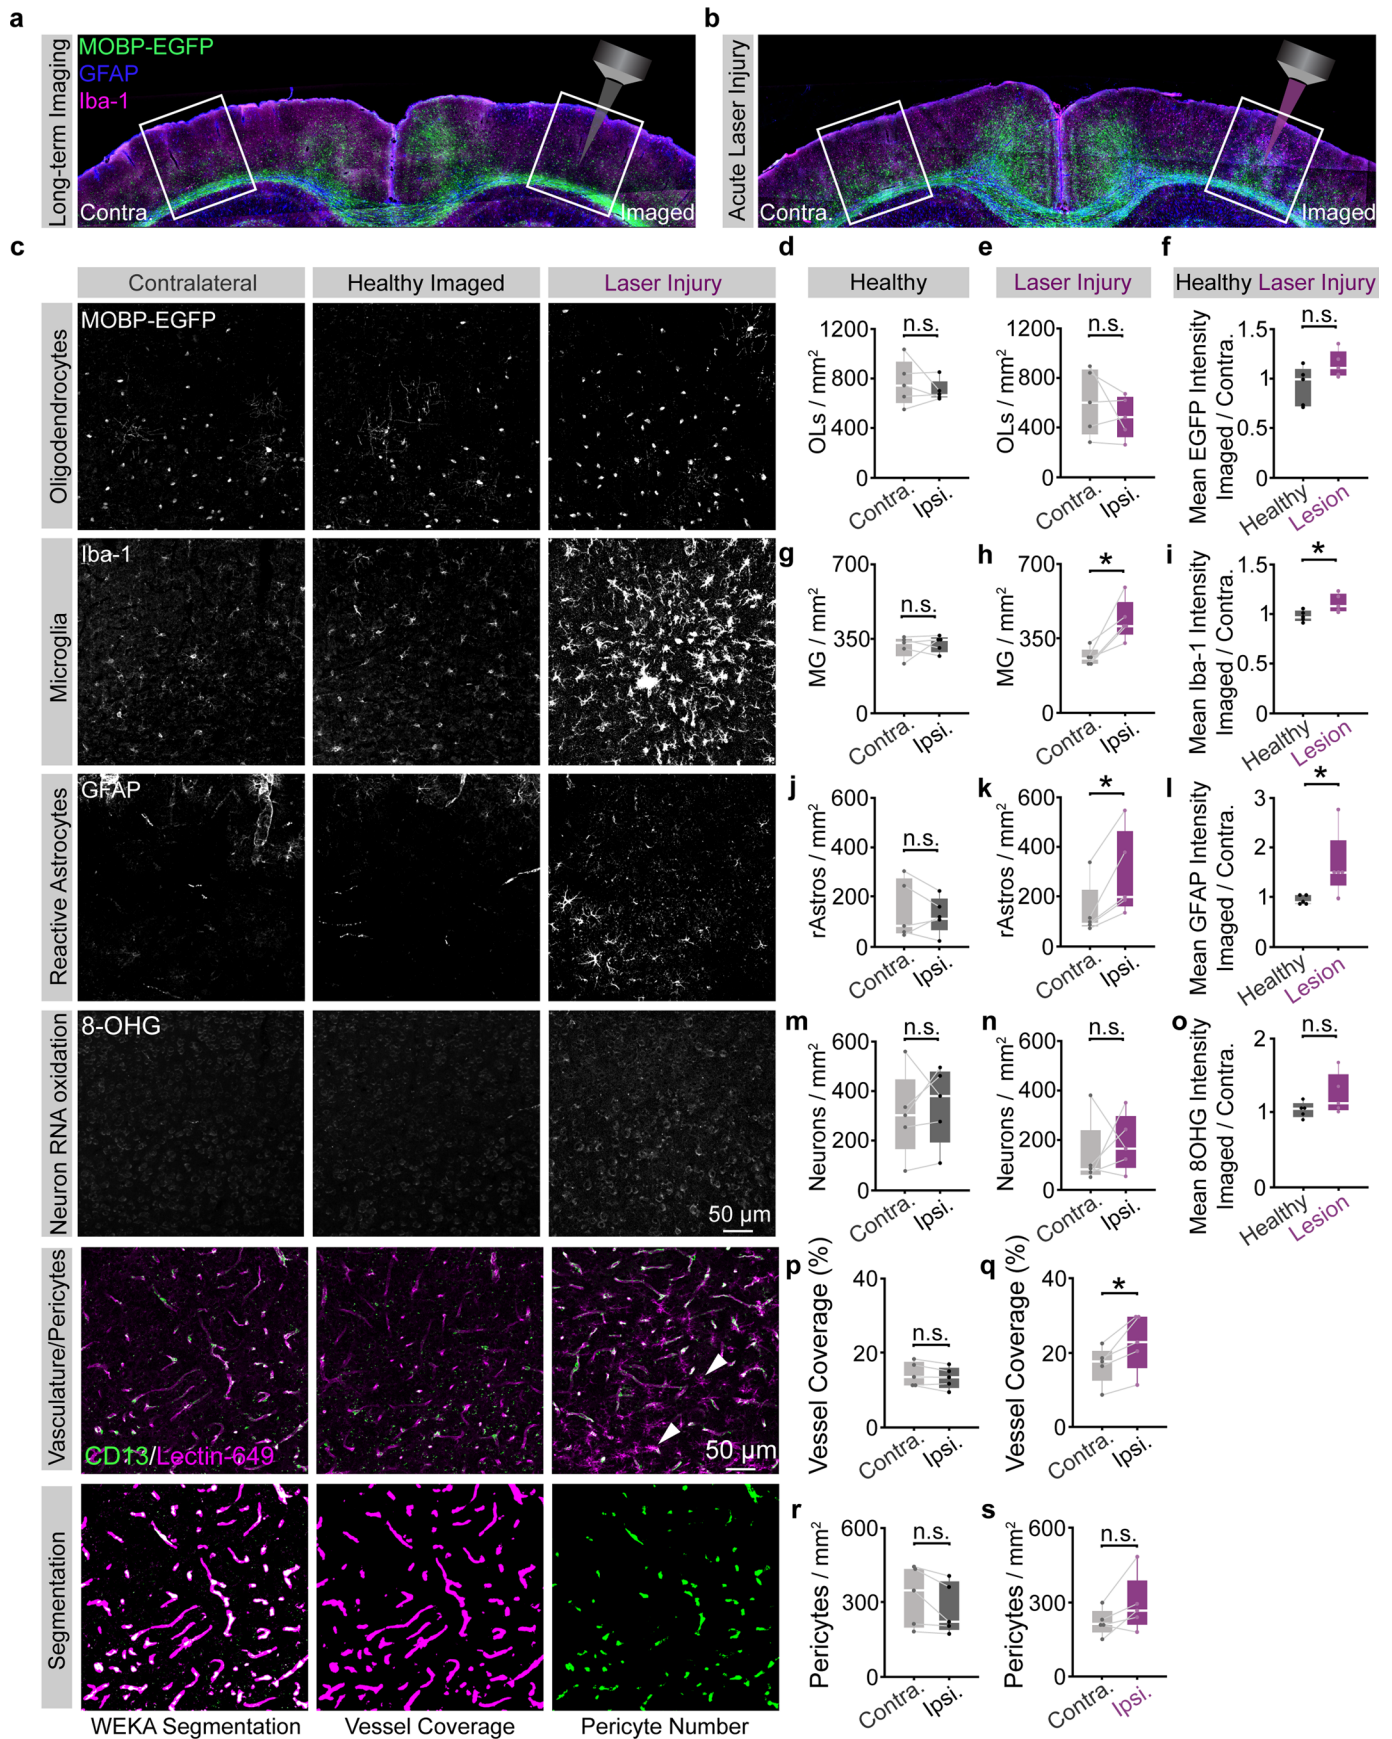 a
Long-term Imaging
MOBP-EGFP
GFAP
Iba-1
Contra.
Imaged
b
Acute Laser Injury
Contra.
Imaged
c
Contralateral
Healthy Imaged
Laser Injury
Oligodendrocytes
MOBP-EGFP
Microglia
Iba-1
Reactive Astrocytes
GFAP
Neuron RNA oxidation
8-OHG
50 µm
Vasculature/Pericytes
CD13/Lectin-649
50 µm
Segmentation
WEKA Segmentation
Vessel Coverage
Pericyte Number
d
Healthy
OLs / mm²
1200
800
400
0
n.s.
Contra.
Ipsi.
e
Laser Injury
OLs / mm²
1200
800
400
0
n.s.
Contra.
Ipsi.
f
Healthy Laser Injury
Mean EGFP Intensity
Imaged / Contra.
1.5
1
0.5
0
n.s.
Healthy
Lesion
g
MG / mm²
700
350
0
n.s.
Contra.
Ipsi.
h
MG / mm²
700
350
0
*
Contra.
Ipsi.
i
Mean Iba-1 Intensity
Imaged / Contra.
1.5
1
0.5
0
*
Healthy
Lesion
j
rAstros / mm²
600
400
200
0
n.s.
Contra.
Ipsi.
k
rAstros / mm²
600
400
200
0
*
Contra.
Ipsi.
l
Mean GFAP Intensity
Imaged / Contra.
3
2
1
0
*
Healthy
Lesion
m
Neurons / mm²
600
400
200
0
n.s.
Contra.
Ipsi.
n
Neurons / mm²
600
400
200
0
n.s.
Contra.
Ipsi.
o
Mean 8OHG Intensity
Imaged / Contra.
2
1
0
n.s.
Healthy
Lesion
p
Vessel Coverage (%)
40
20
0
n.s.
Contra.
Ipsi.
q
Vessel Coverage (%)
40
20
0
*
Contra.
Ipsi.
r
Pericytes / mm²
600
300
0
n.s.
Contra.
Ipsi.
s
Pericytes / mm²
600
300
0
n.s.
Contra.
Ipsi.